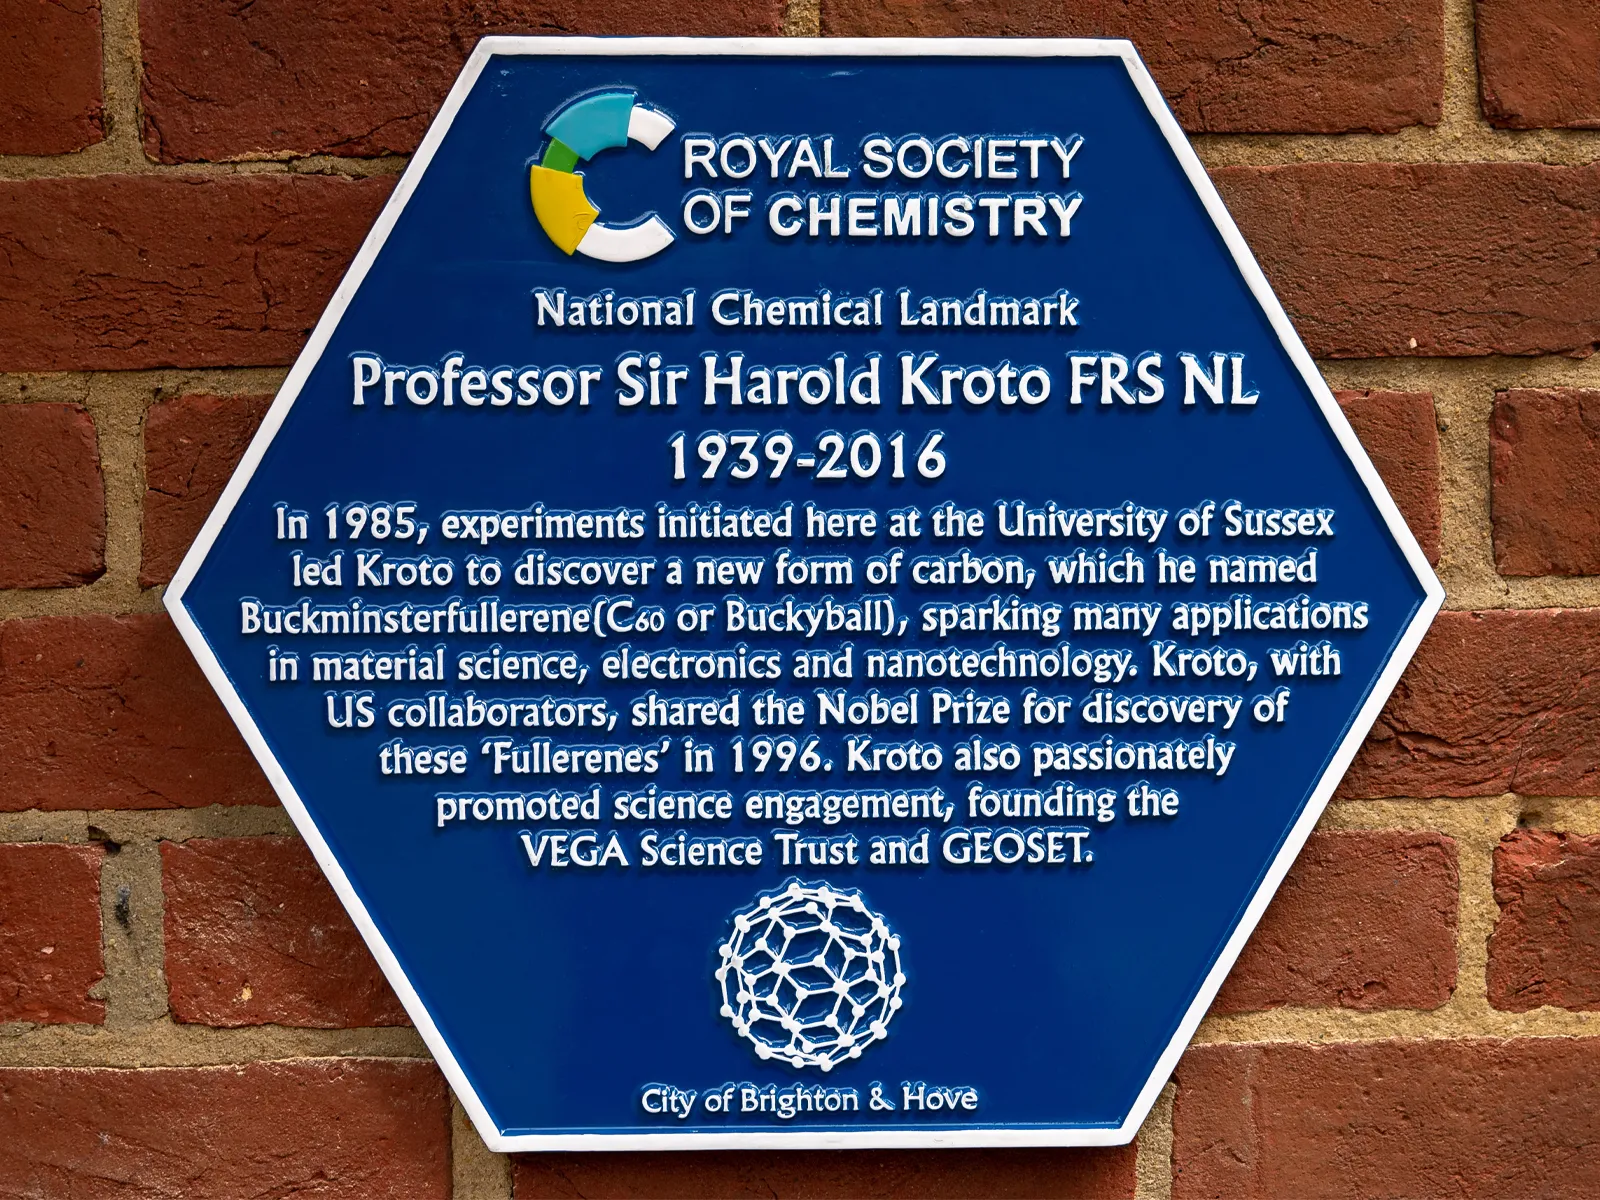 ROYAL SOCIETY
OF CHEMISTRY
National Chemical Landmark
Professor Sir Harold Kroto FRS NL
1939-2016
In 1985, experiments initiated here at the University of Sussex
led Kroto to discover a new form of carbon, which he named
Buckminsterfullerene(C₆₀ or Buckyball), sparking many applications
in material science, electronics and nanotechnology. Kroto, with
US collaborators, shared the Nobel Prize for discovery of
these ‘Fullerenes’ in 1996. Kroto also passionately
promoted science engagement, founding the
VEGA Science Trust and GEOSET.
City of Brighton & Hove